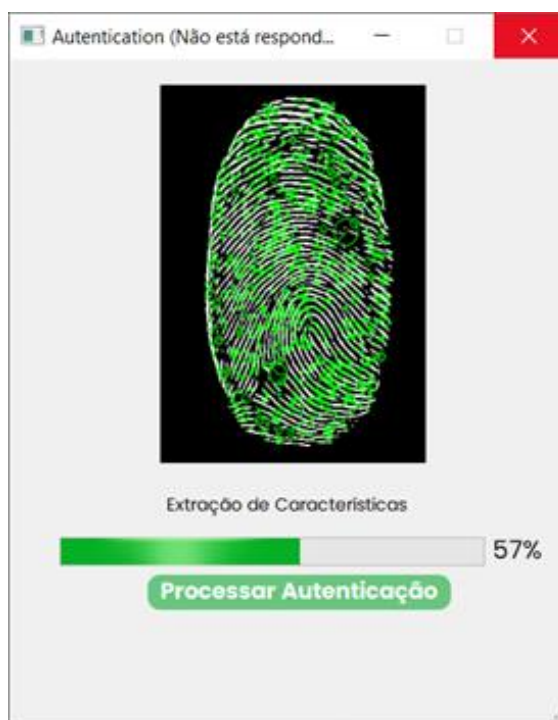 Autentication (Não está respond...
Extração de Características
57%
Processar Autenticação